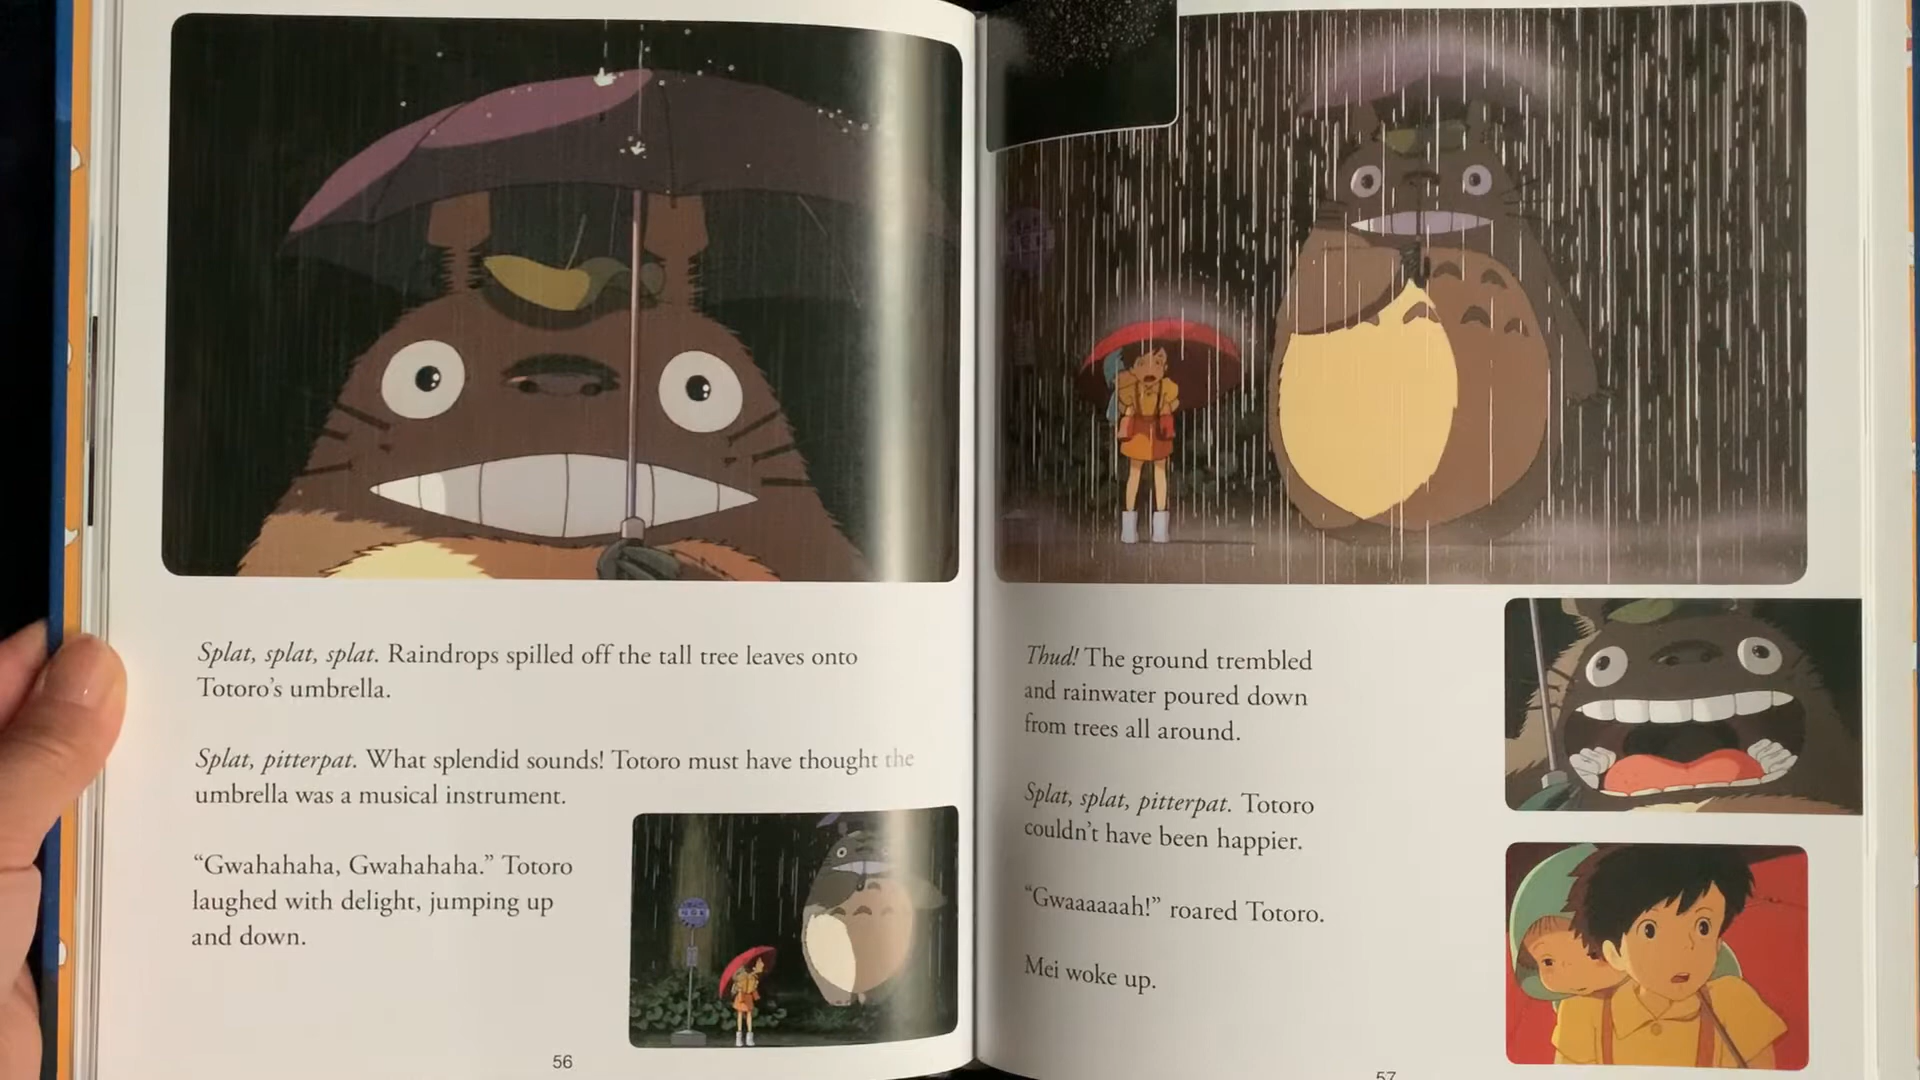 Splat, splat, splat. Raindrops spilled off the tall tree leaves onto
Totoro’s umbrella.
Splat, pitterpat. What splendid sounds! Totoro must have thought the
umbrella was a musical instrument.
“Gwahahaha, Gwahahaha.” Totoro
laughed with delight, jumping up
and down.
56
Thud! The ground trembled
and rainwater poured down
from trees all around.
Splat, splat, pitterpat. Totoro
couldn’t have been happier.
“Gwaaaaaah!” roared Totoro.
Mei woke up.
57